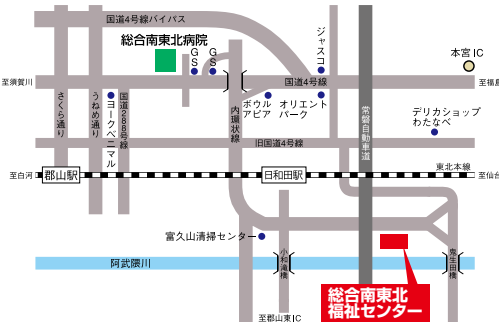 国道4号線バイパス
総合南東北病院
GS
GS
ジャスコ
本宮IC
至須賀川
国道4号線
至福島
さくら通り
うねめ通り
ヨークベニマル
国道288号線
内環状線
ボウル
アピア
オリエント
パーク
常磐自動車道
デリカショップ
わたなべ
旧国道4号線
東北本線
至白河
郡山駅
日和田駅
至仙台
富久山清掃センター
阿武隈川
小和滝橋
鬼生田橋
総合南東北
福祉センター
至郡山東IC